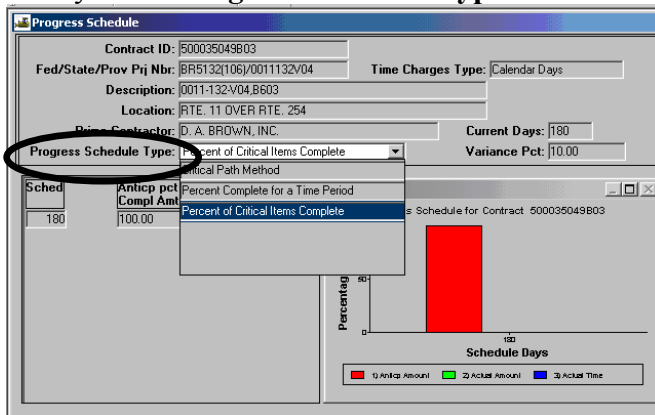 Progress Schedule
Contract ID: 500035049B03
Fed/State/Prov Prj Nbr: BR5132(106)/0011132V04 Time Charges Type: Calendar Days
Description: 0011-132-V04,B603
Location: RTE. 11 OVER RTE. 254
Prime Contractor: D. A. BROWN, INC. Current Days: 180
Progress Schedule Type: Percent of Critical Items Complete Variance Pct: 10.00
Critical Path Method
Percent Complete for a Time Period
Percent of Critical Items Complete
Sched Anticp pct
Compl Amt
180 100.00
s Schedule for Contract 500035049B03
Percentag
50-
0-
180
Schedule Days
1) Anticp Amount 2) Actual Amount 3) Actual Time